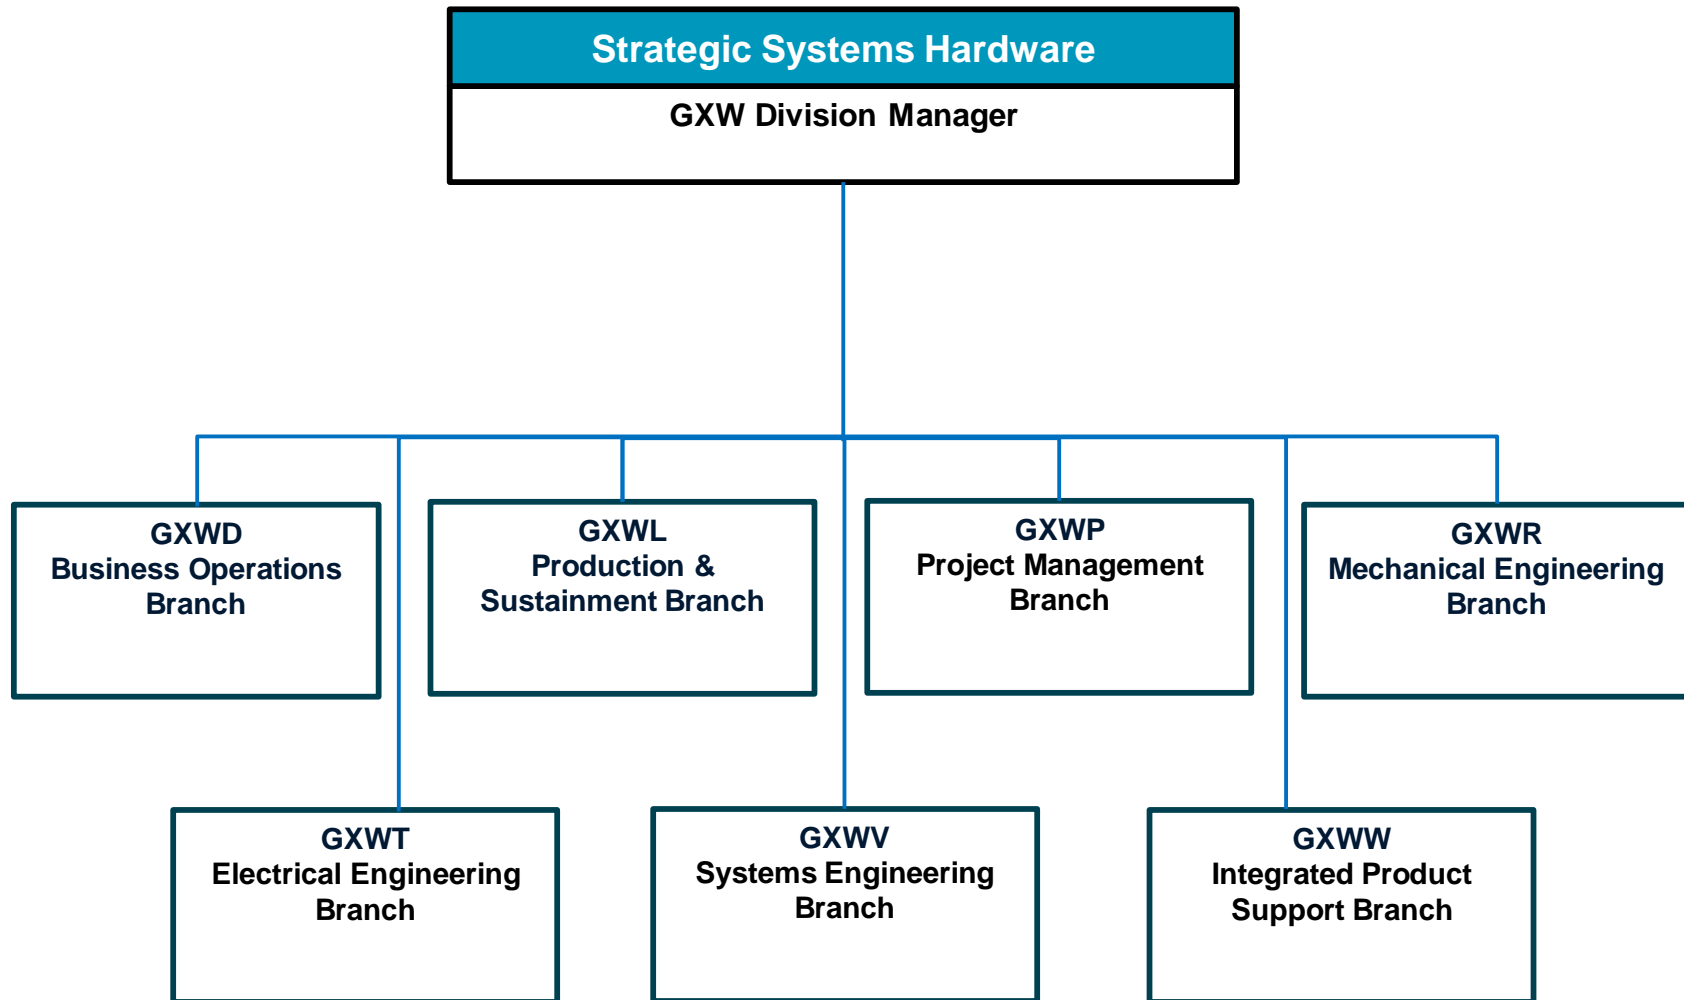 Strategic Systems Hardware
GXW Division Manager
GXWD
Business Operations
Branch
GXWL
Production &
Sustainment Branch
GXWP
Project Management
Branch
GXWR
Mechanical Engineering
Branch
GXWT
Electrical Engineering
Branch
GXWV
Systems Engineering
Branch
GXWW
Integrated Product
Support Branch